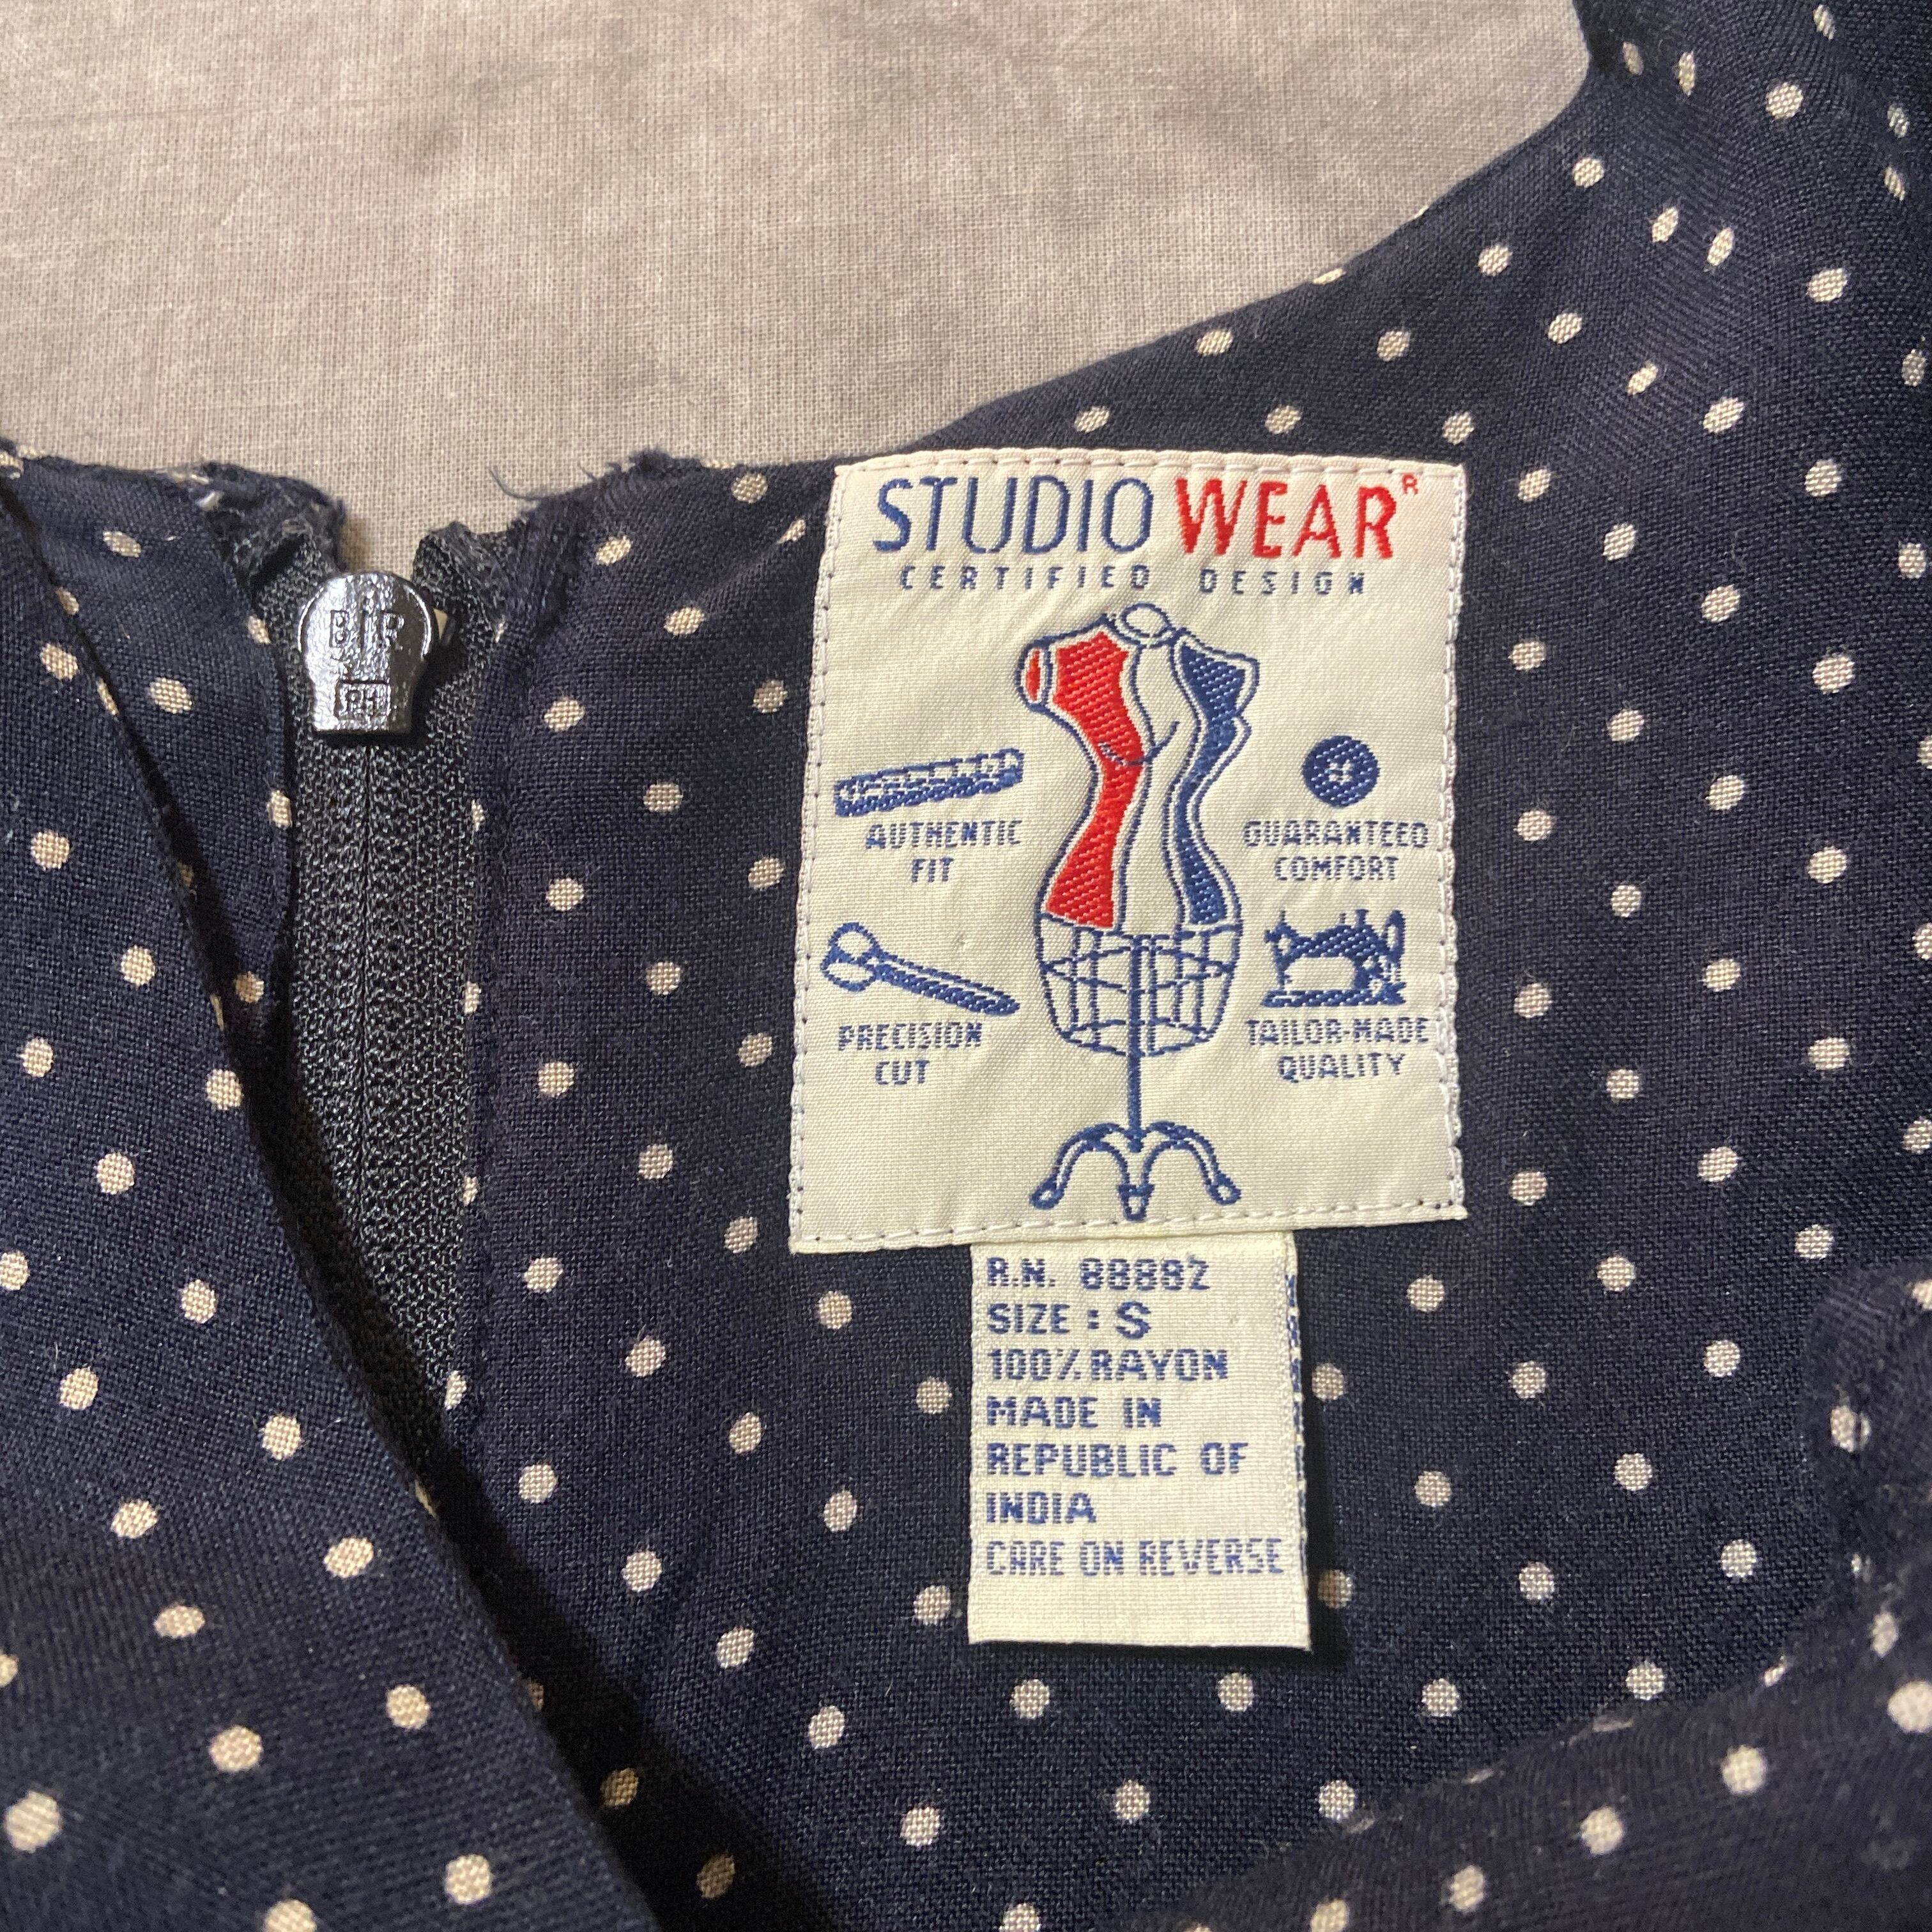 STUDIO WEAR R
CERTIFIED DESIGN
AUTHENTIC
FIT
GUARANTEED
COMFORT
PRECISION
CUT
TAILOR-MADE
QUALITY
R.N. 88882
SIZE : S
100% RAYON
MADE IN
REPUBLIC OF
INDIA
CARE ON REVERSE